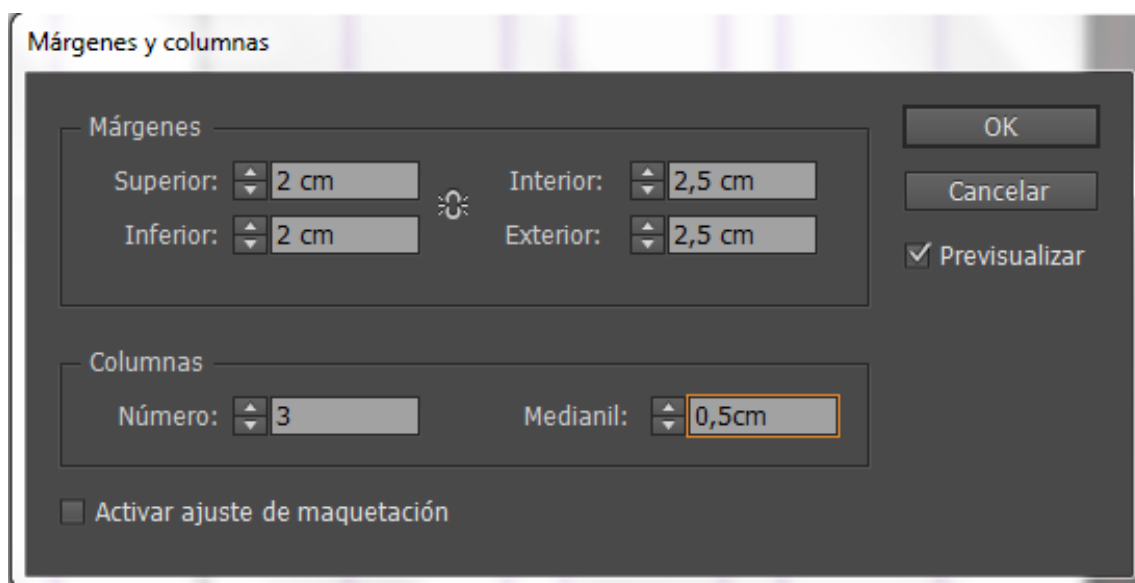 Márgenes y columnas
Márgenes
OK
Superior: 2 cm
Interior: 2,5 cm
Cancelar
Inferior: 2 cm
Exterior: 2,5 cm
Previsualizar
Columnas
Número: 3
Medianil: 0,5cm
Activar ajuste de maquetación